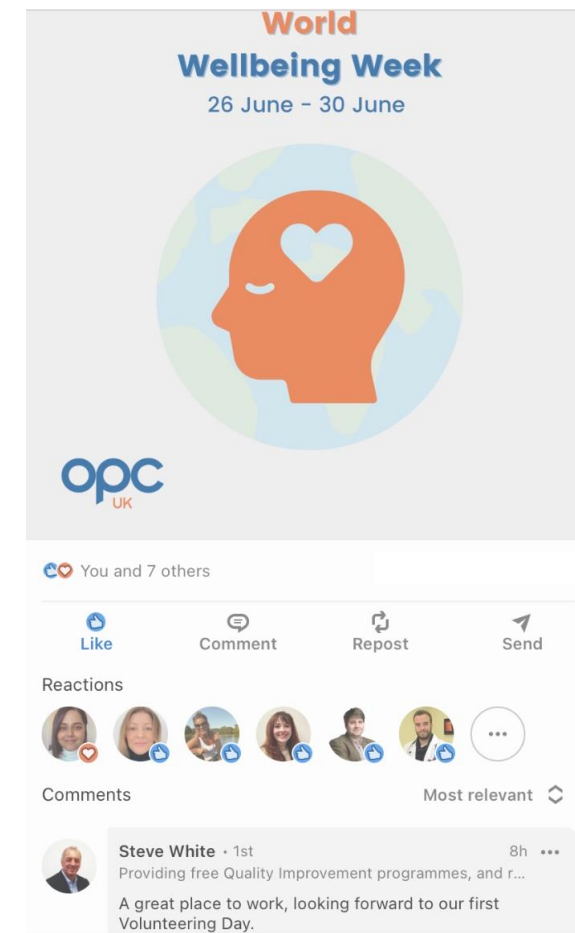 World
Wellbeing Week
26 June - 30 June
opc
UK
You and 7 others
Like
Comment
Repost
Send
Reactions
Comments
Most relevant
Steve White • 1st
8h
Providing free Quality Improvement programmes, and r...
A great place to work, looking forward to our first
Volunteering Day.